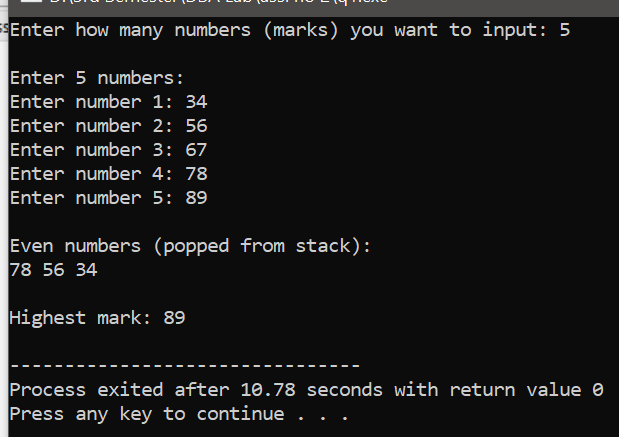 Enter how many numbers (marks) you want to input: 5
Enter 5 numbers:
Enter number 1: 34
Enter number 2: 56
Enter number 3: 67
Enter number 4: 78
Enter number 5: 89
Even numbers (popped from stack):
78 56 34
Highest mark: 89
--------------------------------
Process exited after 10.78 seconds with return value 0
Press any key to continue . . .